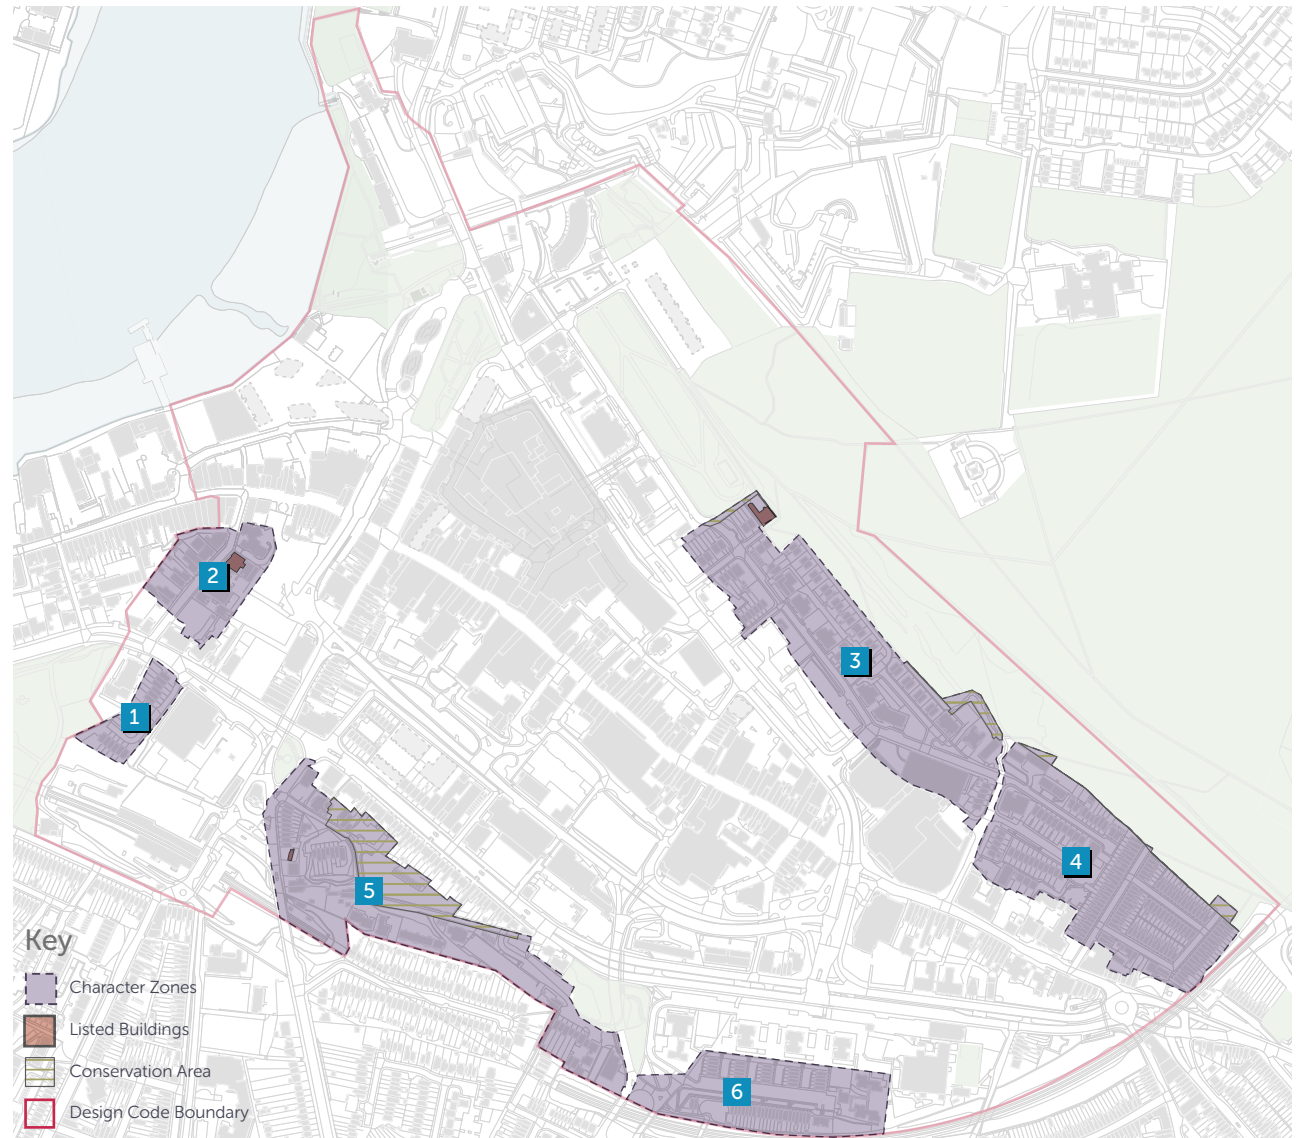 2
3
1
4
5
6
Key
Character Zones
Listed Buildings
Conservation Area
Design Code Boundary